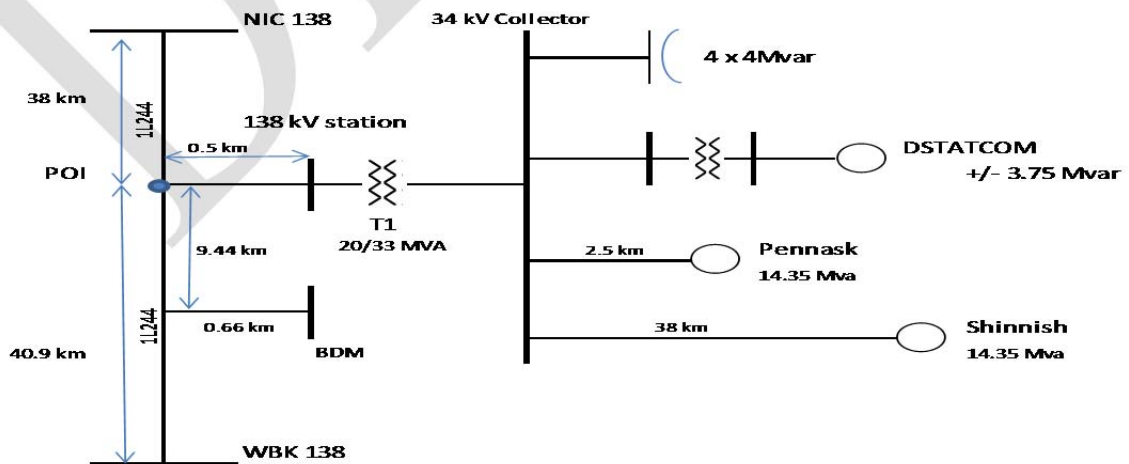 NIC 138
34 kV Collector
4 x 4Mvar
38 km
1L244
138 kV station
0.5 km
DSTATCOM
+/- 3.75 Mvar
POI
T1
20/33 MVA
9.44 km
2.5 km
Pennask
14.35 Mva
1L244
0.66 km
BDM
38 km
Shinnish
14.35 Mva
40.9 km
WBK 138